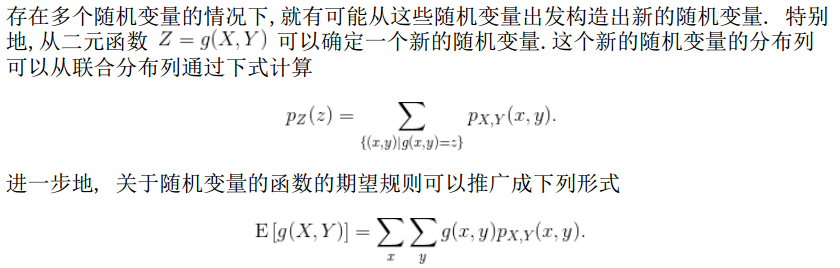 存在多个随机变量的情况下,就有可能从这些随机变量出发构造出新的随机变量. 特别
地,从二元函数 Z = g(X,Y) 可以确定一个新的随机变量.这个新的随机变量的分布列
可以从联合分布列通过下式计算
p_Z(z) = ∑_{{(x,y)|g(x,y)=z}} p_{X,Y}(x,y).
进一步地, 关于随机变量的函数的期望规则可以推广成下列形式
E[g(X,Y)] = ∑_x ∑_y g(x,y)p_{X,Y}(x,y).